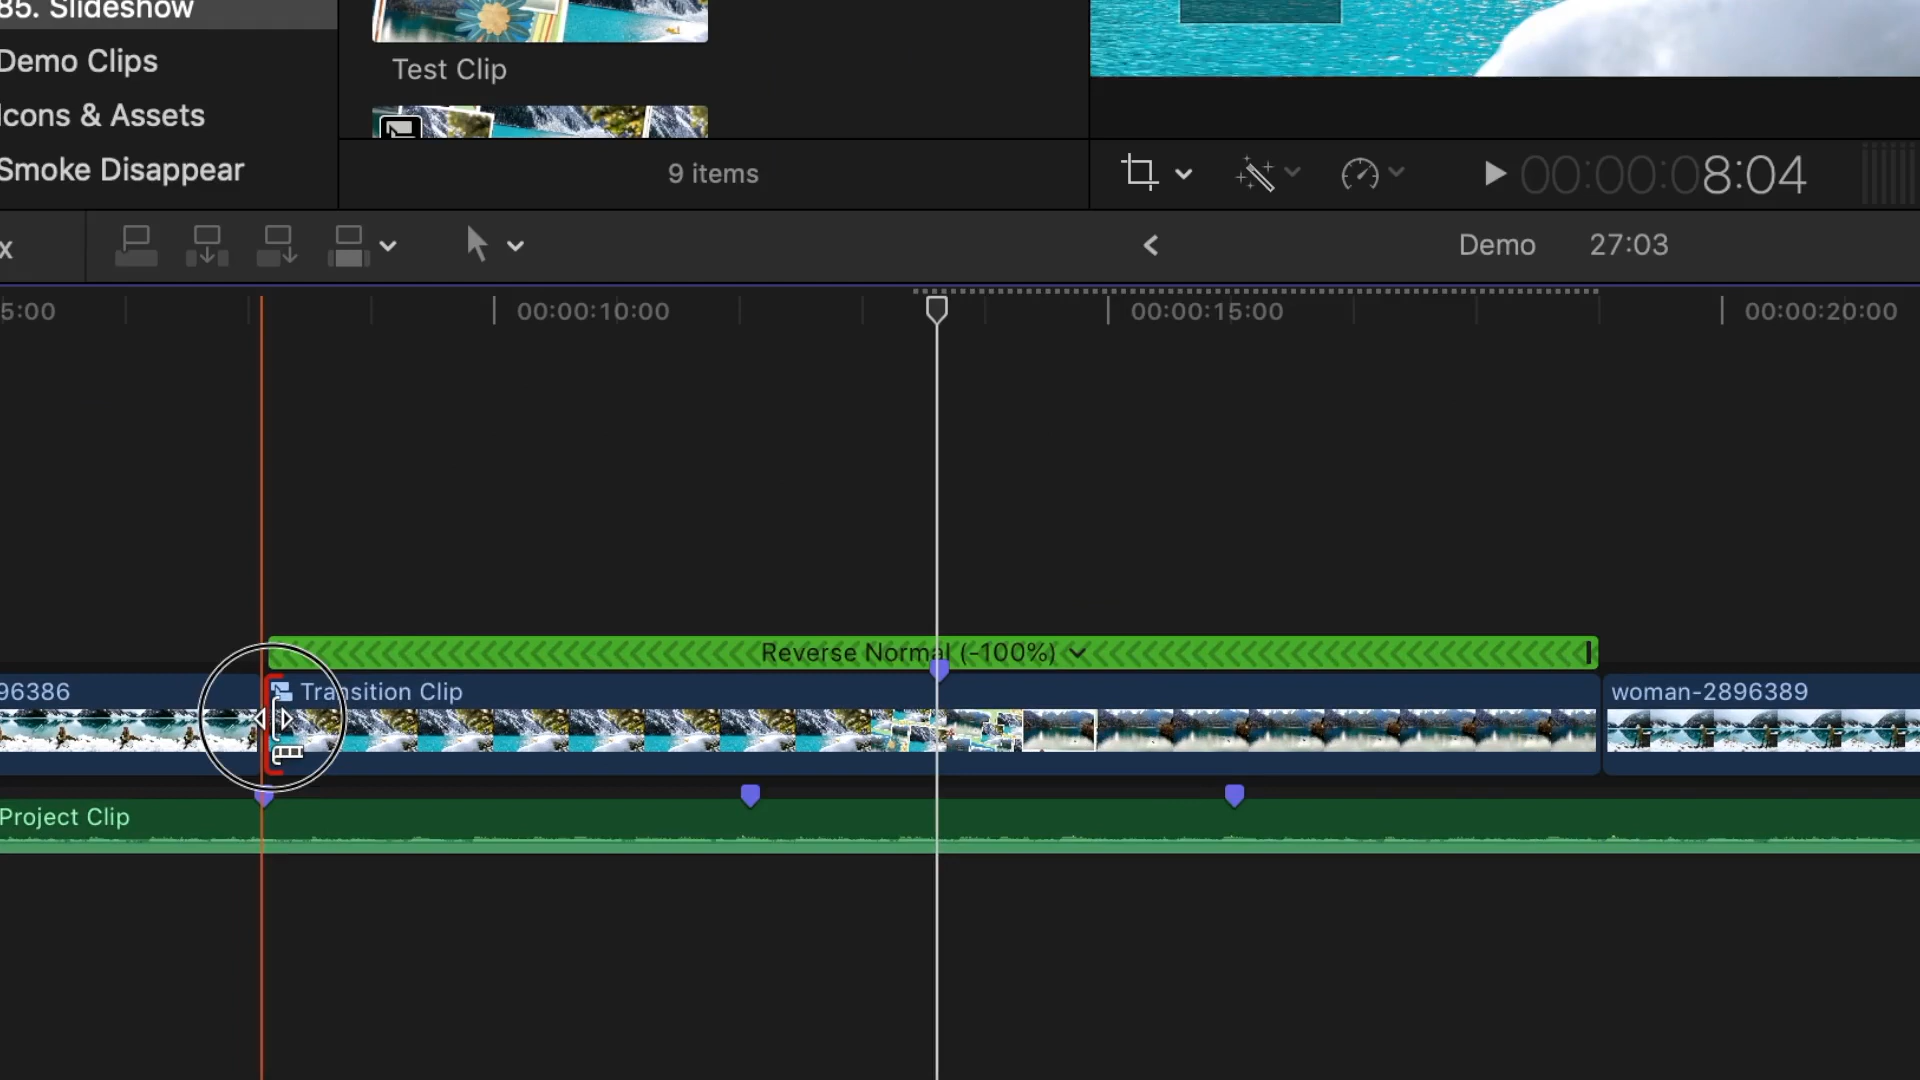 85. Slideshow
Demo Clips
Icons & Assets
Smoke Disappear
Test Clip
9 items
00:00:08:04
x
Demo 27:03
5:00
00:00:10:00
00:00:15:00
00:00:20:00
Reverse Normal (-100%)
96386
Transition Clip
woman-2896389
Project Clip